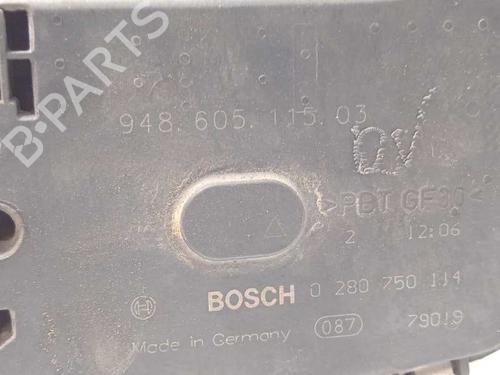 948.605.115.03
>PBT GF30<
2 12:06
BOSCH 0 280 750 114
Made in Germany 087 79019